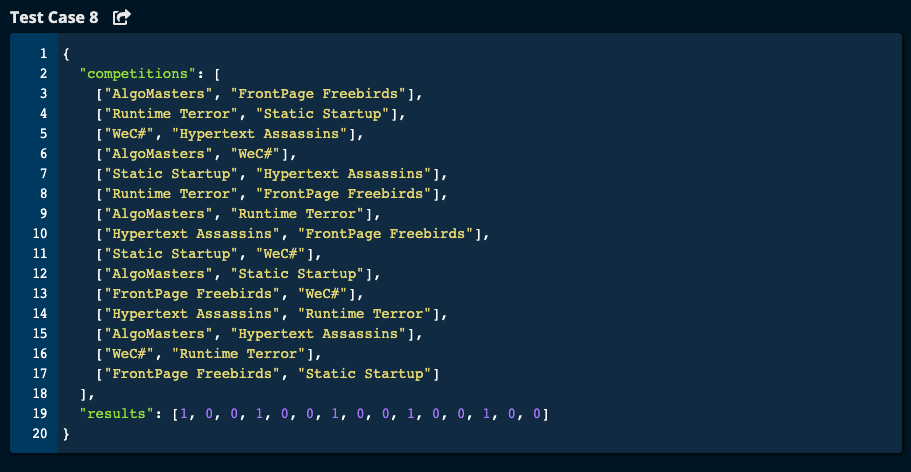 Test Case 8
1 {
2 "competitions": [
3 ["AlgoMasters", "FrontPage Freebirds"],
4 ["Runtime Terror", "Static Startup"],
5 ["WeC#", "Hypertext Assassins"],
6 ["AlgoMasters", "WeC#"],
7 ["Static Startup", "Hypertext Assassins"],
8 ["Runtime Terror", "FrontPage Freebirds"],
9 ["AlgoMasters", "Runtime Terror"],
10 ["Hypertext Assassins", "FrontPage Freebirds"],
11 ["Static Startup", "WeC#"],
12 ["AlgoMasters", "Static Startup"],
13 ["FrontPage Freebirds", "WeC#"],
14 ["Hypertext Assassins", "Runtime Terror"],
15 ["AlgoMasters", "Hypertext Assassins"],
16 ["WeC#", "Runtime Terror"],
17 ["FrontPage Freebirds", "Static Startup"]
18 ],
19 "results": [1, 0, 0, 1, 0, 0, 1, 0, 0, 1, 0, 0, 1, 0, 0]
20 }